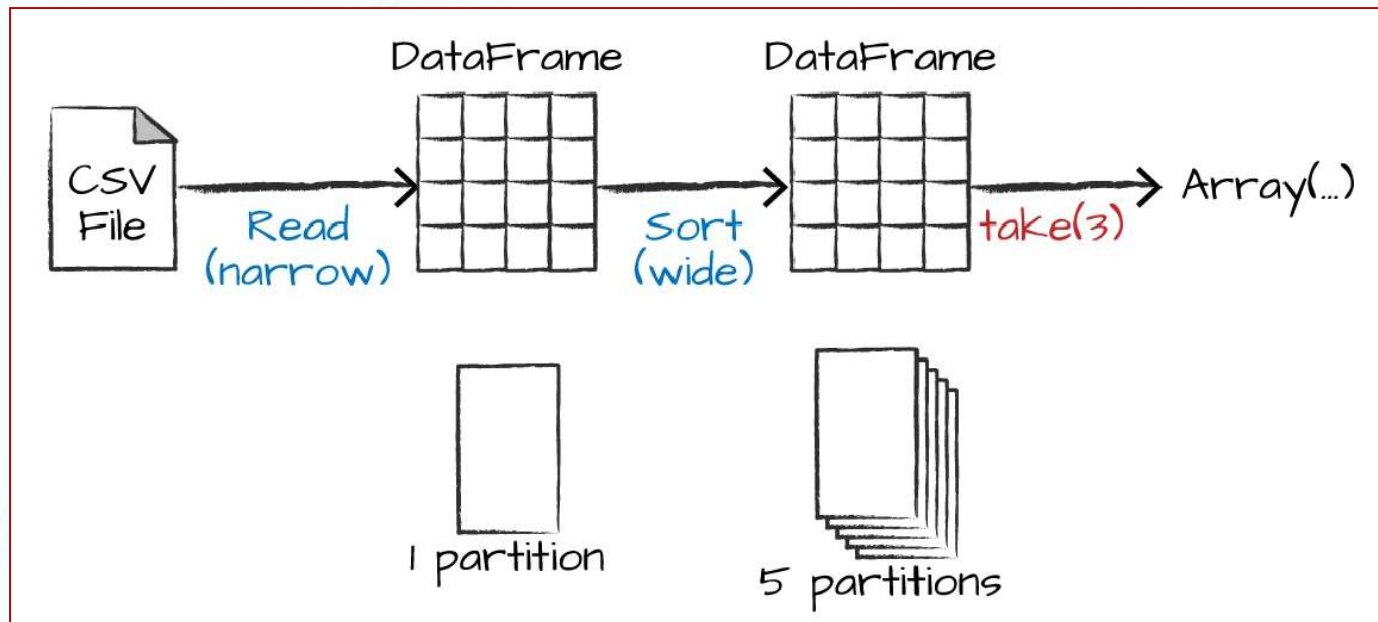 DataFrame
DataFrame
CSV
File
Read
(narrow)
Sort
(wide)
take(3)
Array(...)
1 partition
5 partitions